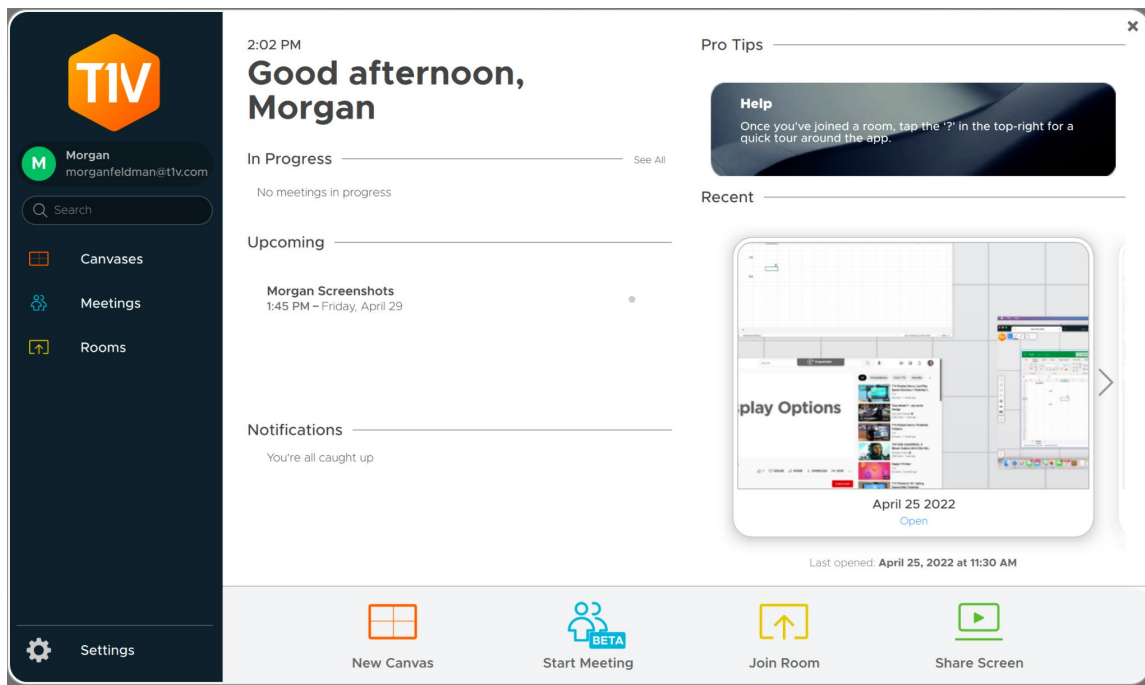 T1V
M
Morgan
morganfeldman@t1v.com
Search
Canvases
Meetings
Rooms
Settings
2:02 PM
Good afternoon,
Morgan
In Progress
See All
No meetings in progress
Upcoming
Morgan Screenshots
1:45 PM – Friday, April 29
Notifications
You're all caught up
Pro Tips
Help
Once you've joined a room, tap the '?' in the top-right for a
quick tour around the app.
Recent
play Options
April 25 2022
Open
Last opened: April 25, 2022 at 11:30 AM
New Canvas
BETA
Start Meeting
Join Room
Share Screen